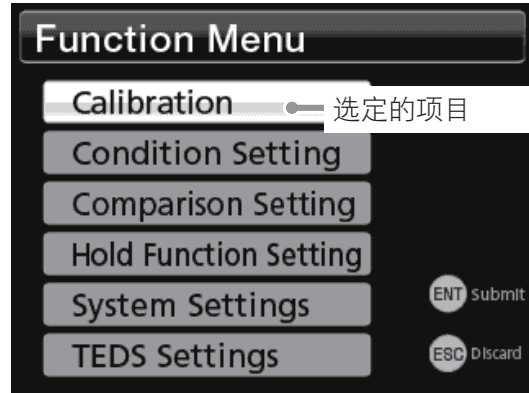 Function Menu
Calibration
选定的项目
Condition Setting
Comparison Setting
Hold Function Setting
System Settings
ENT Submit
TEDS Settings
ESC Discard